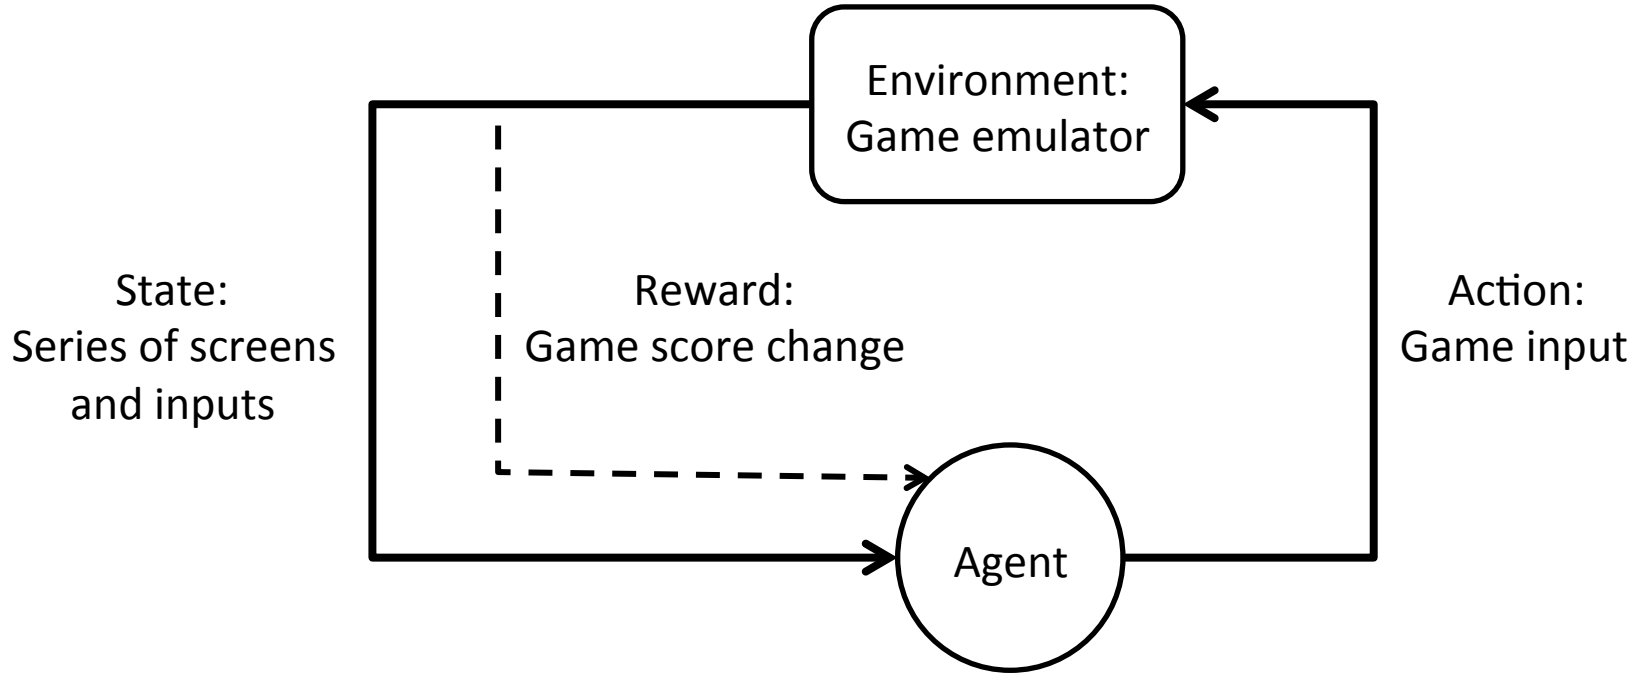 Environment:
Game emulator
State:
Series of screens
and inputs
Reward:
Game score change
Action:
Game input
Agent